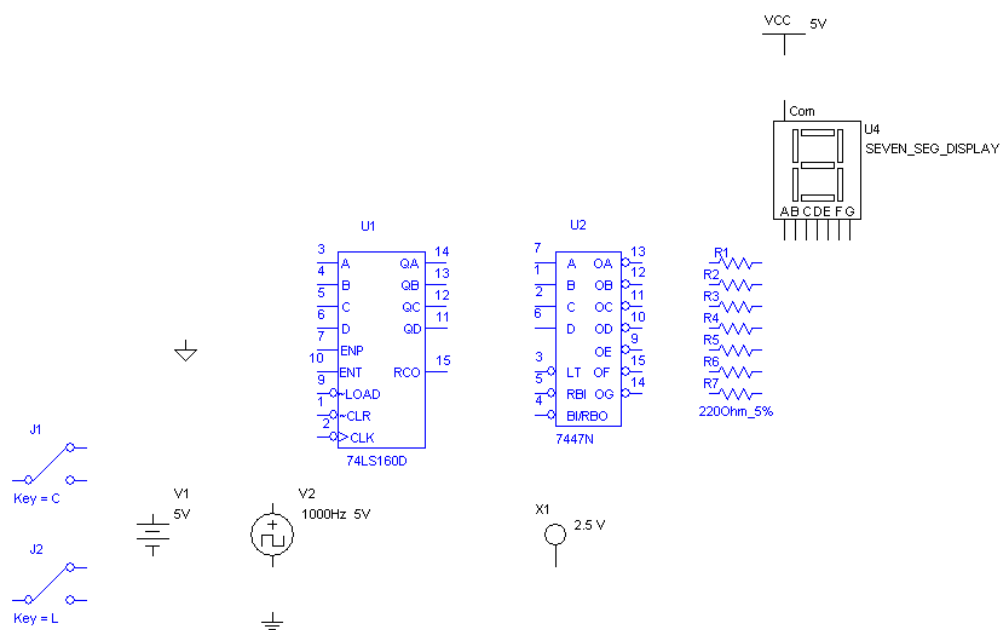 VCC 5V
Com
U4
SEVEN_SEG_DISPLAY
A B C D E F G
U1
3 A QA 14
4 B QB 13
5 C QC 12
6 D QD 11
7 ENP
10 ENT RCO 15
9 ~LOAD
1 ~CLR
2 CLK
74LS160D
U2
7 A OA 13
1 B OB 12
2 C OC 11
6 D OD 10
OE 9
3 LT OF 15
5 RBI OG 14
4 BI/RBO
7447N
R1
R2
R3
R4
R5
R6
R7
220Ohm_5%
J1
Key = C
V1
5V
V2
1000Hz 5V
X1
2.5 V
J2
Key = L